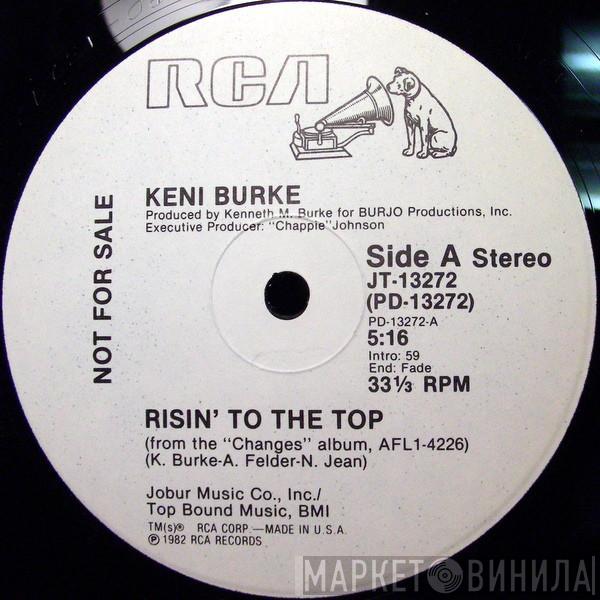 RCA
KENI BURKE
Produced by Kenneth M. Burke for BURJO Productions, Inc.
Executive Producer: "Chappie"Johnson
NOT FOR SALE
Side A Stereo
JT-13272
(PD-13272)
PD-13272-A
5:16
Intro: 59
End: Fade
33⅓ RPM
RISIN' TO THE TOP
(from the "Changes" album, AFL1-4226)
(K. Burke-A. Felder-N. Jean)
Jobur Music Co., Inc./
Top Bound Music, BMI
TM(s)® RCA CORP.—MADE IN U.S.A.
℗ 1982 RCA RECORDS
МАРКЕТ ВИНИЛА